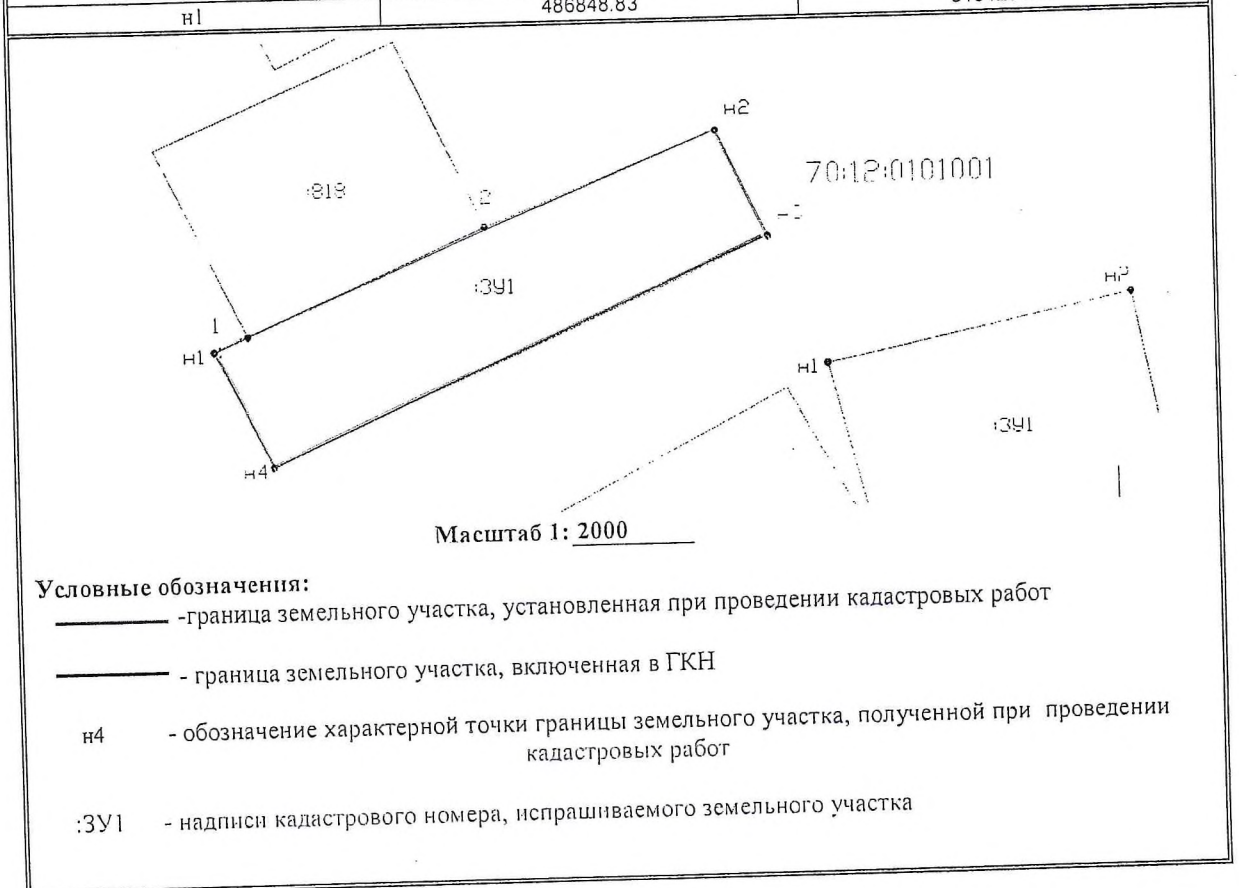 н1 486848.83
н2
70:12:0101001
:818
2
:ЗУ1
н2
1
н1
н1
:ЗУ1
н4
Масштаб 1: 2000
Условные обозначения:
-граница земельного участка, установленная при проведении кадастровых работ
- граница земельного участка, включенная в ГКН
н4 - обозначение характерной точки границы земельного участка, полученной при проведении
кадастровых работ
:ЗУ1 - надписи кадастрового номера, испрашиваемого земельного участка